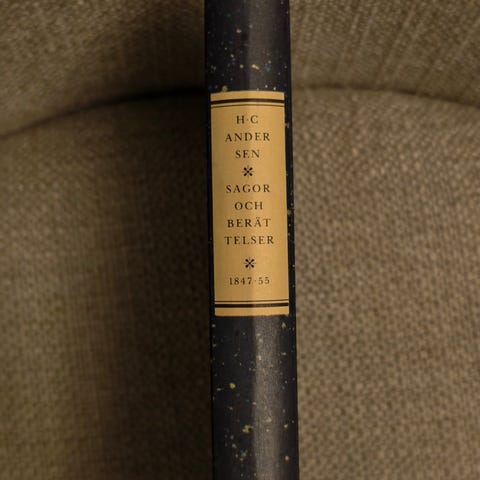 H·C
ANDER
SEN
SAGOR
OCH
BERÄT
TELSER
1847-55